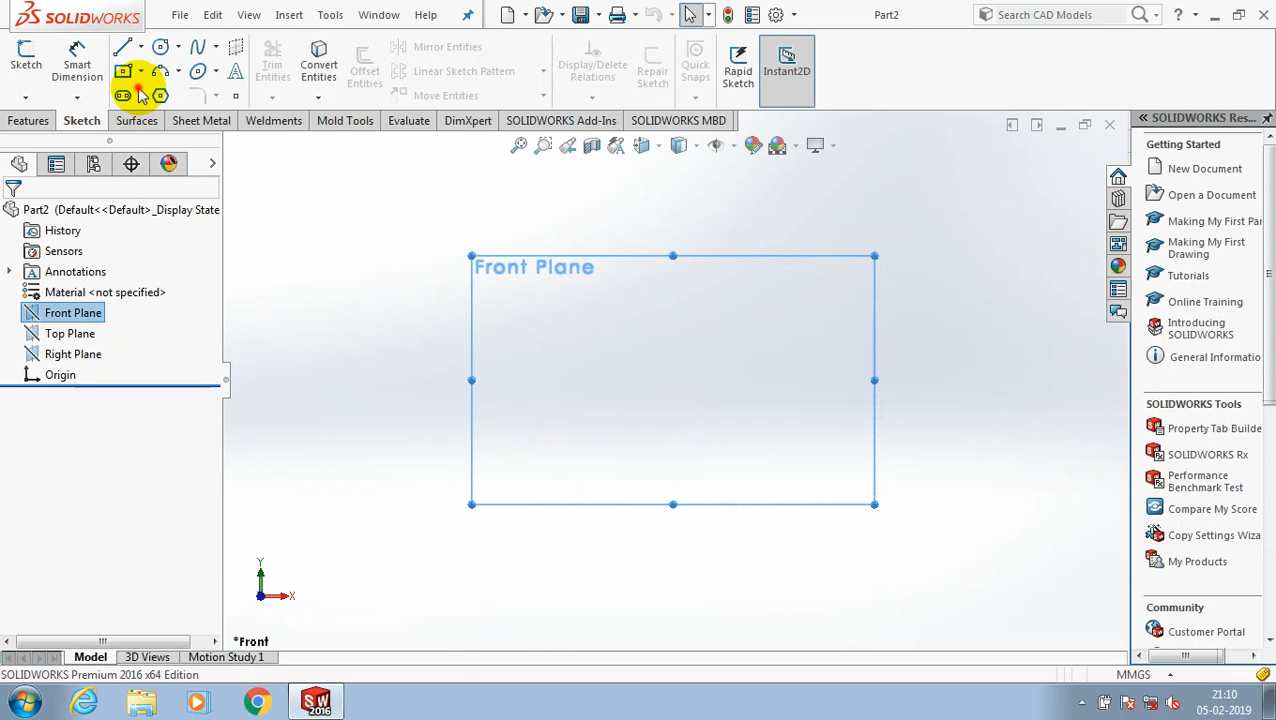 SOLIDWORKS File Edit View Insert Tools Window Help Part2 Search CAD Models ?
Sketch Smart Dimension Trim Entities Convert Entities Offset Entities Mirror Entities Linear Sketch Pattern Move Entities Display/Delete Relations Repair Sketch Quick Snaps Rapid Sketch Instant2D
Features Sketch Surfaces Sheet Metal Weldments Mold Tools Evaluate DimXpert SOLIDWORKS Add-Ins SOLIDWORKS MBD
Part2 (Default<<Default>_Display State
History
Sensors
Annotations
Material <not specified>
Front Plane
Top Plane
Right Plane
Origin
Front Plane
Y
X
*Front
SOLIDWORKS Res...
Getting Started
New Document
Open a Document
Making My First Par
Making My First
Drawing
Tutorials
Online Training
Introducing
SOLIDWORKS
General Informatio
SOLIDWORKS Tools
Property Tab Builde
SOLIDWORKS Rx
Performance
Benchmark Test
Compare My Score
Copy Settings Wiza
My Products
Community
Customer Portal
Model 3D Views Motion Study 1
SOLIDWORKS Premium 2016 x64 Edition MMGS
SW 2016
21:10
05-02-2019